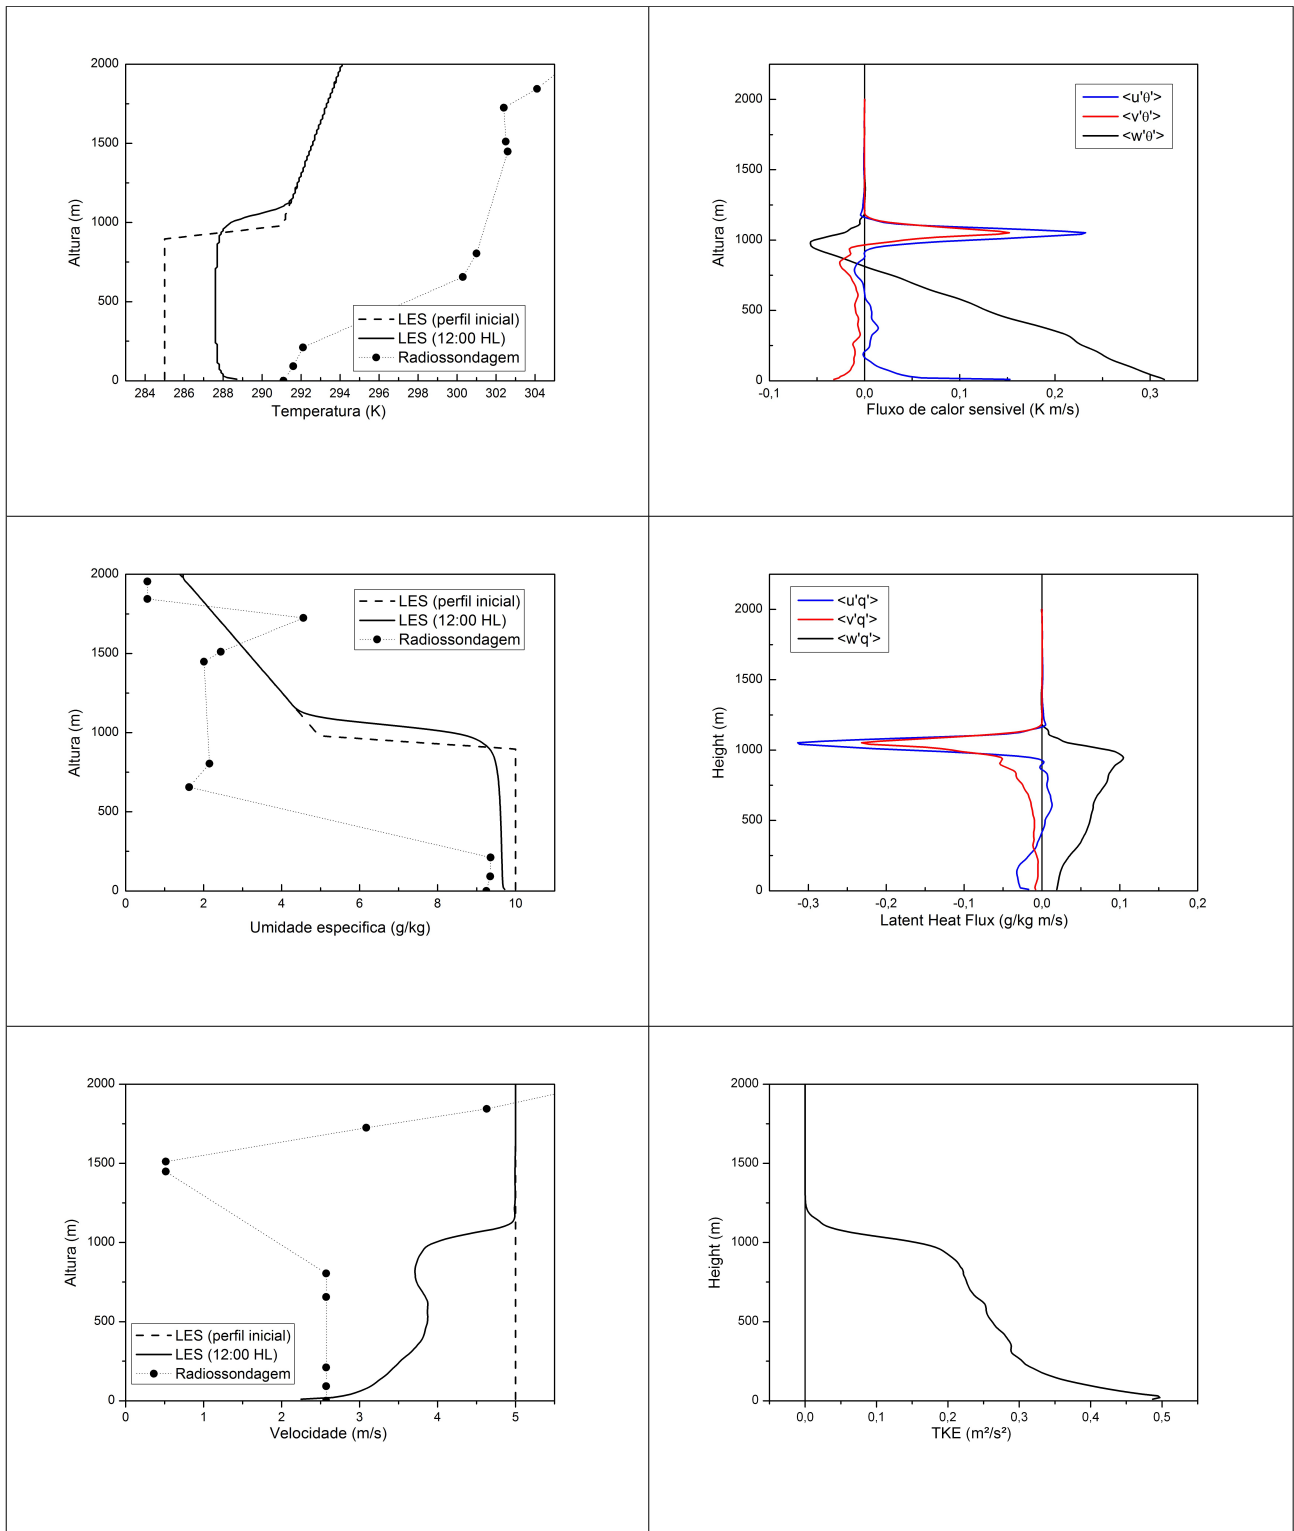 2000
1500
1000
500
0
Altura (m)
284 286 288 290 292 294 296 298 300 302 304
Temperatura (K)
LES (perfil inicial)
LES (12:00 HL)
Radiossondagem
2000
1500
1000
500
0
Altura (m)
-0,1 0,0 0,1 0,2 0,3
Fluxo de calor sensivel (K m/s)
<u'θ'>
<v'θ'>
<w'θ'>
2000
1500
1000
500
0
Altura (m)
0 2 4 6 8 10
Umidade especifica (g/kg)
LES (perfil inicial)
LES (12:00 HL)
Radiossondagem
2000
1500
1000
500
0
Height (m)
-0,3 -0,2 -0,1 0,0 0,1 0,2
Latent Heat Flux (g/kg m/s)
<u'q'>
<v'q'>
<w'q'>
2000
1500
1000
500
0
Altura (m)
0 1 2 3 4 5
Velocidade (m/s)
LES (perfil inicial)
LES (12:00 HL)
Radiossondagem
2000
1500
1000
500
0
Height (m)
0,0 0,1 0,2 0,3 0,4 0,5
TKE (m²/s²)